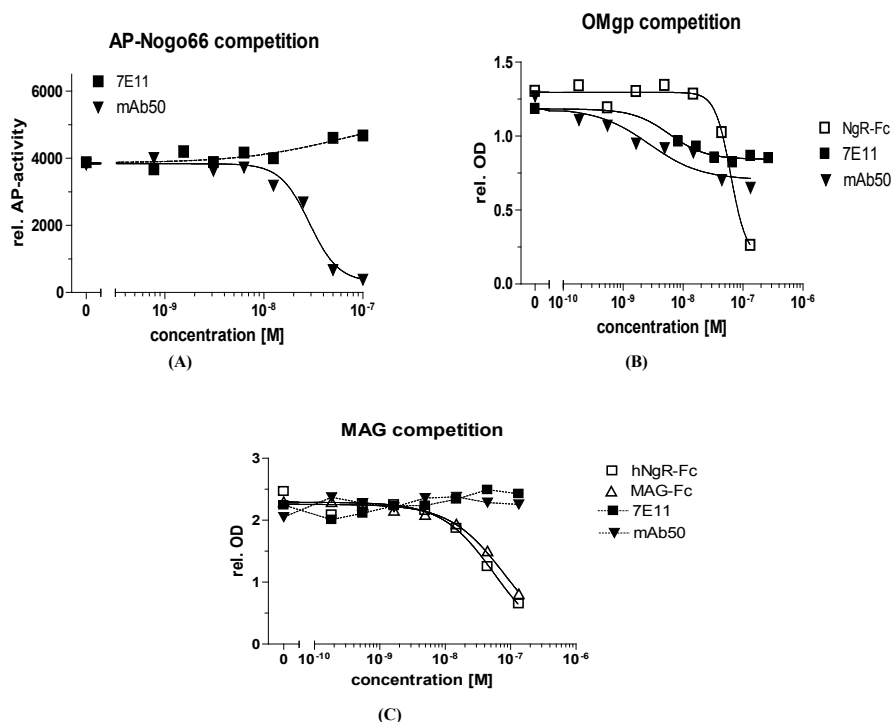 AP-Nogo66 competition
7E11
mAb50
rel. AP-activity
6000
4000
2000
0
0
10-9
10-8
10-7
concentration [M]
(A)
OMgp competition
NgR-Fc
7E11
mAb50
rel. OD
1.5
1.0
0.5
0.0
0
10-10
10-9
10-8
10-7
10-6
concentration [M]
(B)
MAG competition
hNgR-Fc
MAG-Fc
7E11
mAb50
rel. OD
3
2
1
0
0
10-10
10-9
10-8
10-7
10-6
concentration [M]
(C)